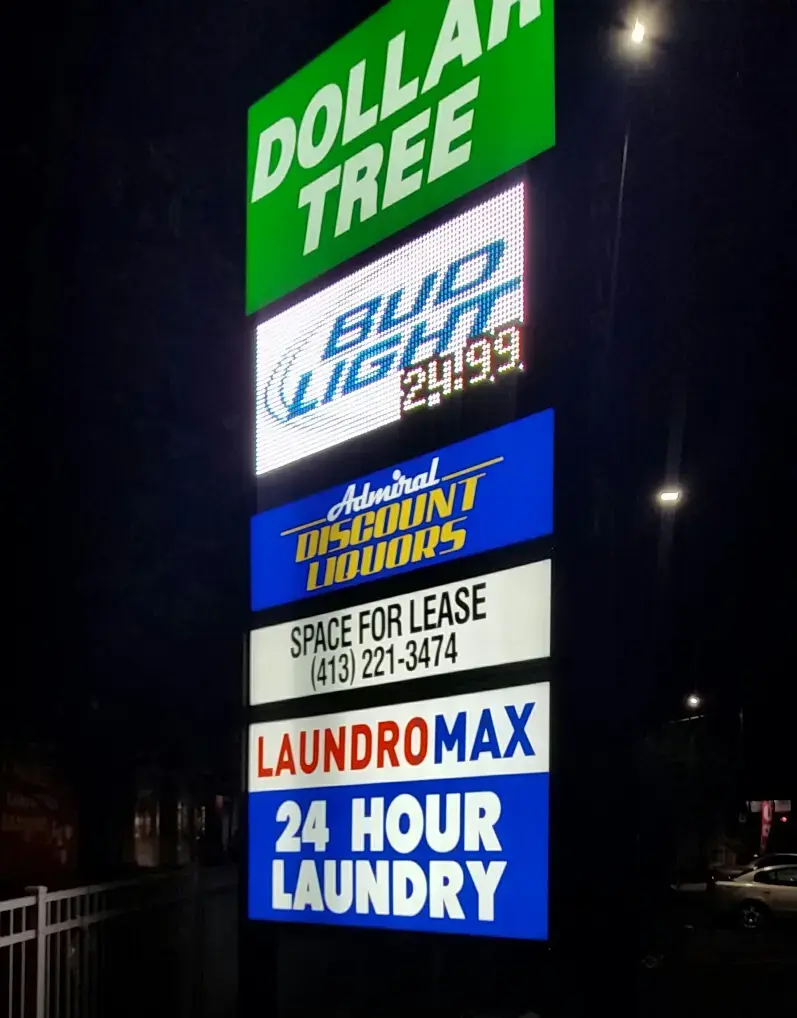 DOLLAR
TREE
BUD
LIGHT
24.99
Admiral
DISCOUNT
LIQUORS
SPACE FOR LEASE
(413) 221-3474
LAUNDROMAX
24 HOUR
LAUNDRY